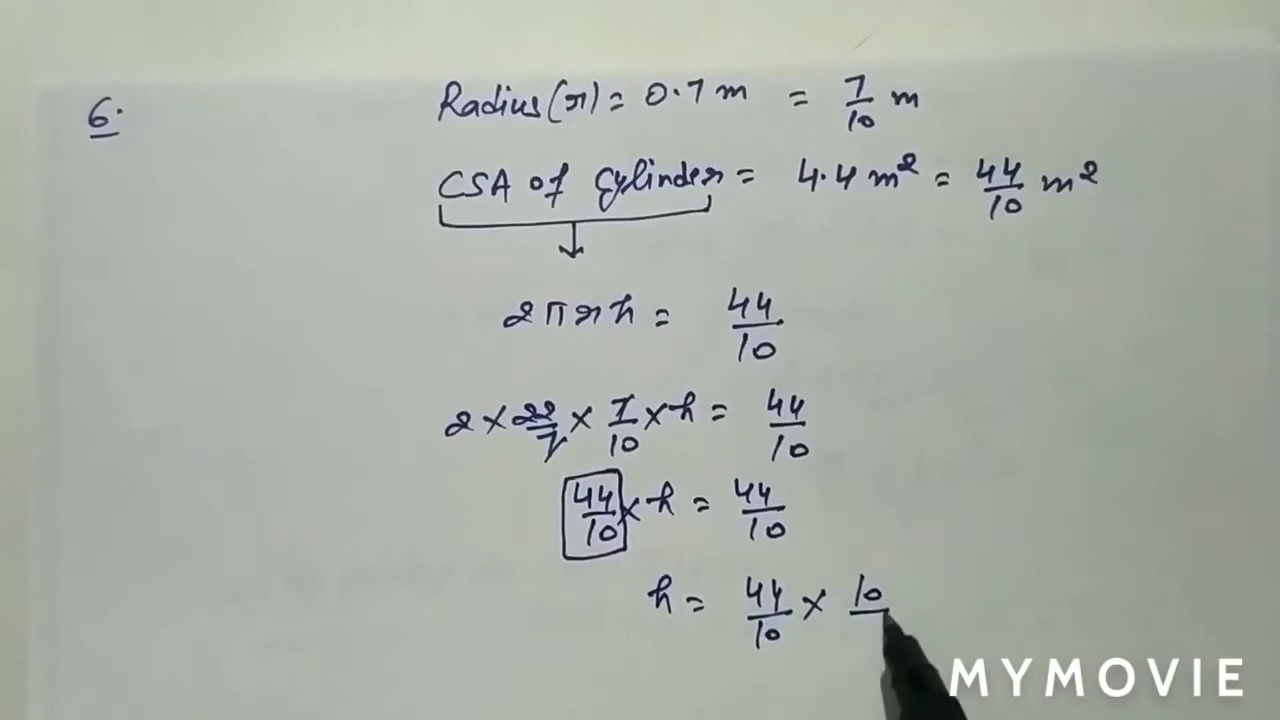 6.
Radius(r) = 0.7 m = 7/10 m
CSA of Cylinder = 4.4 m² = 44/10 m²
2πrh = 44/10
2 × 22/7 × 7/10 × h = 44/10
44/10 × h = 44/10
h = 44/10 × 10
MYMOVIE